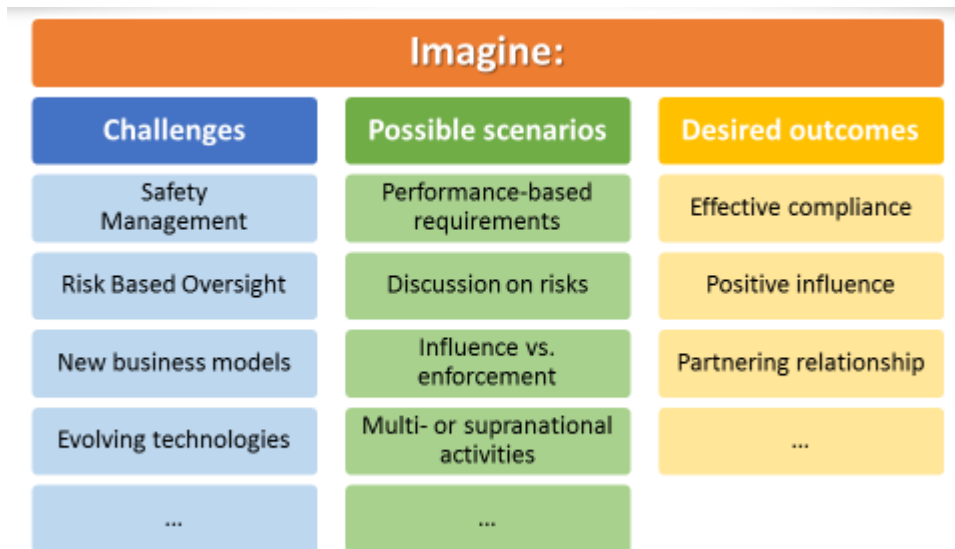 Imagine:
Challenges
Safety
Management
Risk Based Oversight
New business models
Evolving technologies
...
Possible scenarios
Performance-based
requirements
Discussion on risks
Influence vs.
enforcement
Multi- or supranational
activities
...
Desired outcomes
Effective compliance
Positive influence
Partnering relationship
...